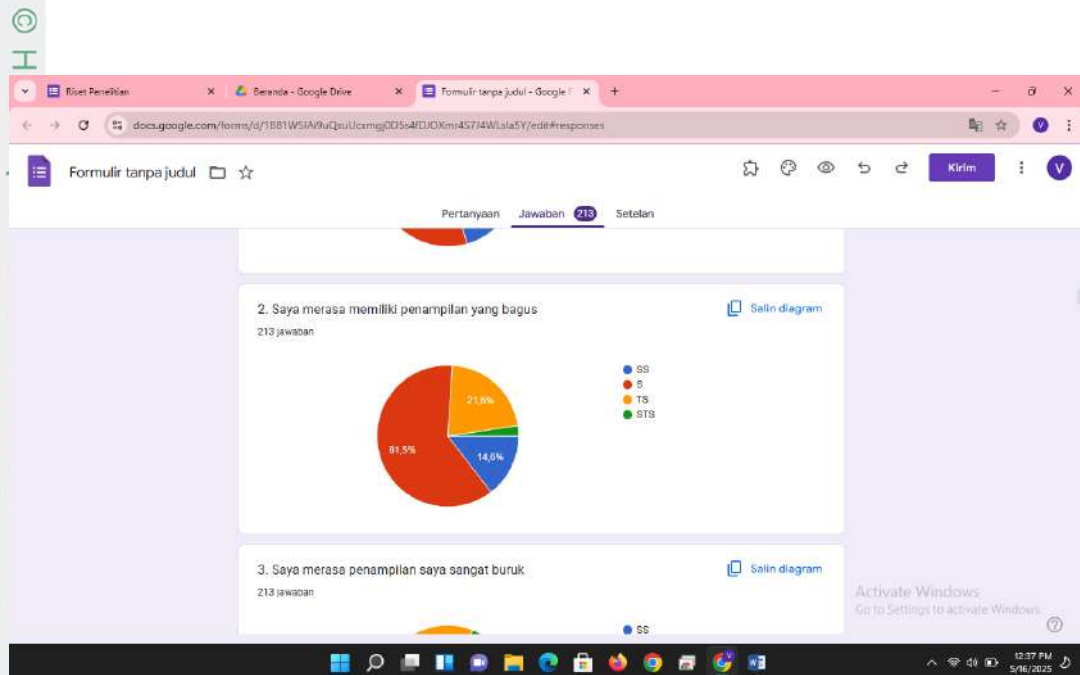 Riset Penelitian
Beranda - Google Drive
Formulir tanpa judul - Google F
Formulir tanpa judul
Kirim
V
Pertanyaan Jawaban 213 Setelan
2. Saya merasa memiliki penampilan yang bagus
Salin diagram
213 jawaban
SS
S
TS
STS
21,6%
61,5%
14,6%
3. Saya merasa penampilan saya sangat buruk
Salin diagram
213 jawaban
SS
Activate Windows
Go to Settings to activate Windows.
12:37 PM
5/16/2025